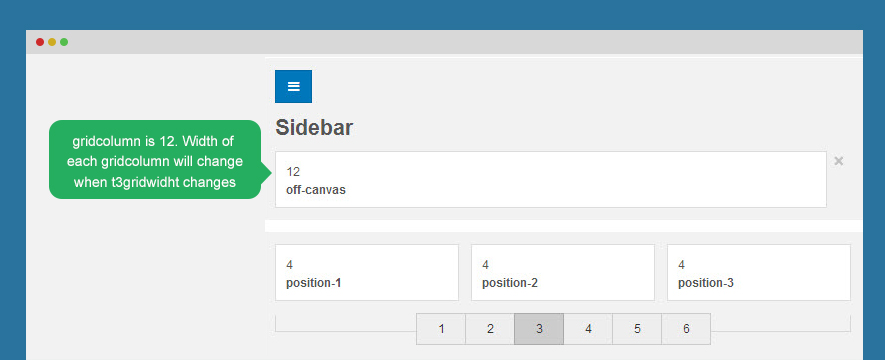 Sidebar
gridcolumn is 12. Width of
each gridcolumn will change
when t3gridwidht changes
12
off-canvas
4
position-1
4
position-2
4
position-3
1 2 3 4 5 6